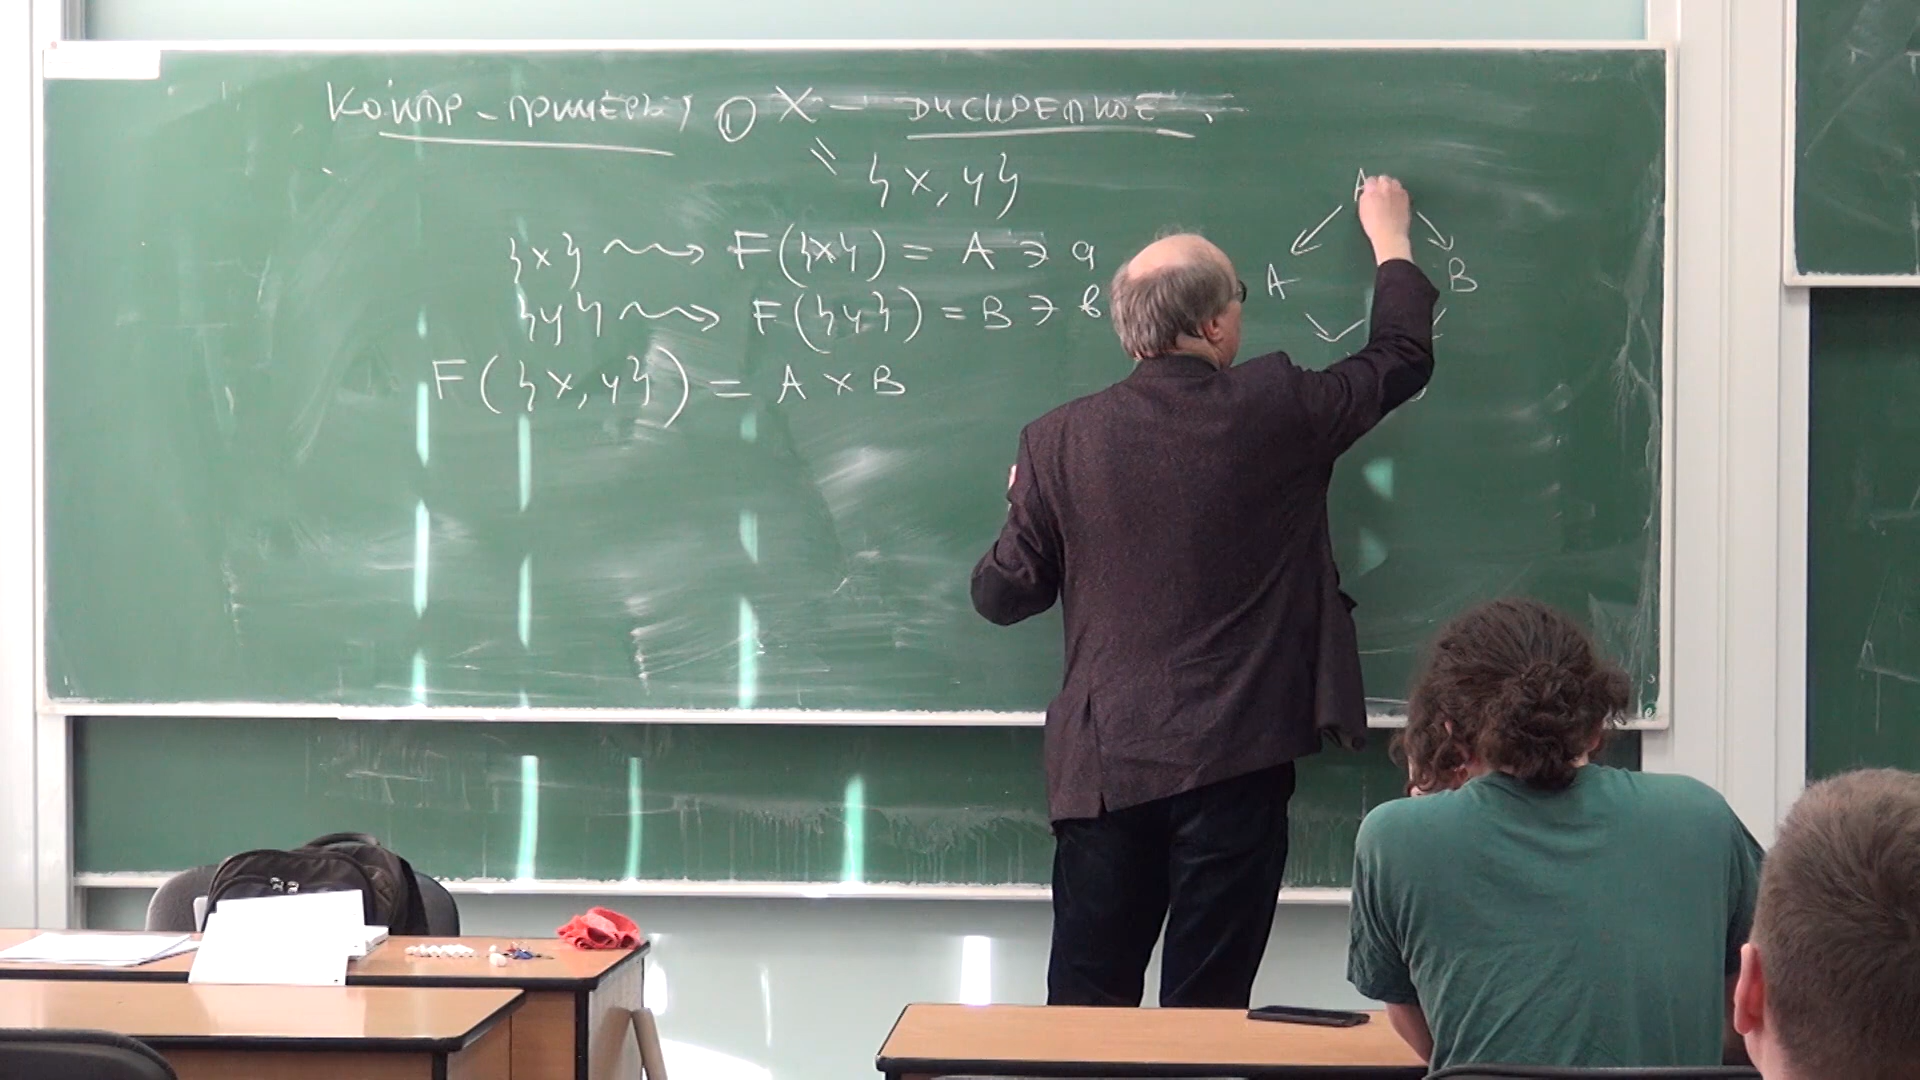 Контр-примеры ① X - дискретное.
= {x, y}
{x} ⇝ F({x}) = A ∋ a
{y} ⇝ F({y}) = B ∋ b
F({x, y}) = A × B
A
A B